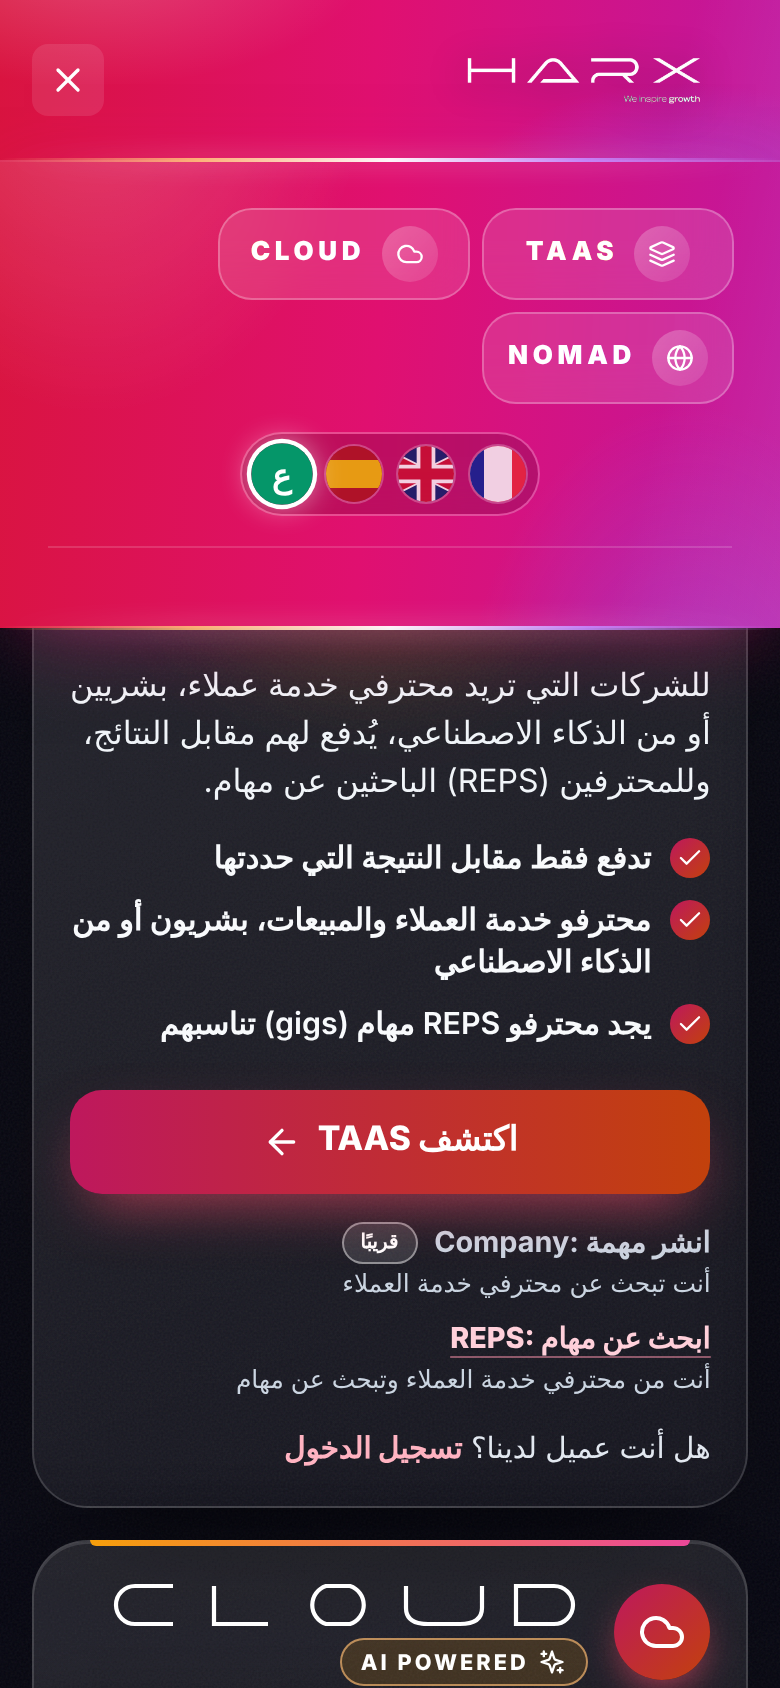 HARX
We inspire growth
TAAS
CLOUD
NOMAD
ع
للشركات التي تريد محترفي خدمة عملاء، بشريين
أو من الذكاء الاصطناعي، يُدفع لهم مقابل النتائج،
وللمحترفين (REPS) الباحثين عن مهام.
تدفع فقط مقابل النتيجة التي حددتها
محترفو خدمة العملاء والمبيعات، بشريون أو من
الذكاء الاصطناعي
يجد محترفو REPS مهام (gigs) تناسبهم
اكتشف TAAS
انشر مهمة :Company قريبًا
أنت تبحث عن محترفي خدمة العملاء
ابحث عن مهام :REPS
أنت من محترفي خدمة العملاء وتبحث عن مهام
هل أنت عميل لدينا؟ تسجيل الدخول
CLOUD
AI POWERED